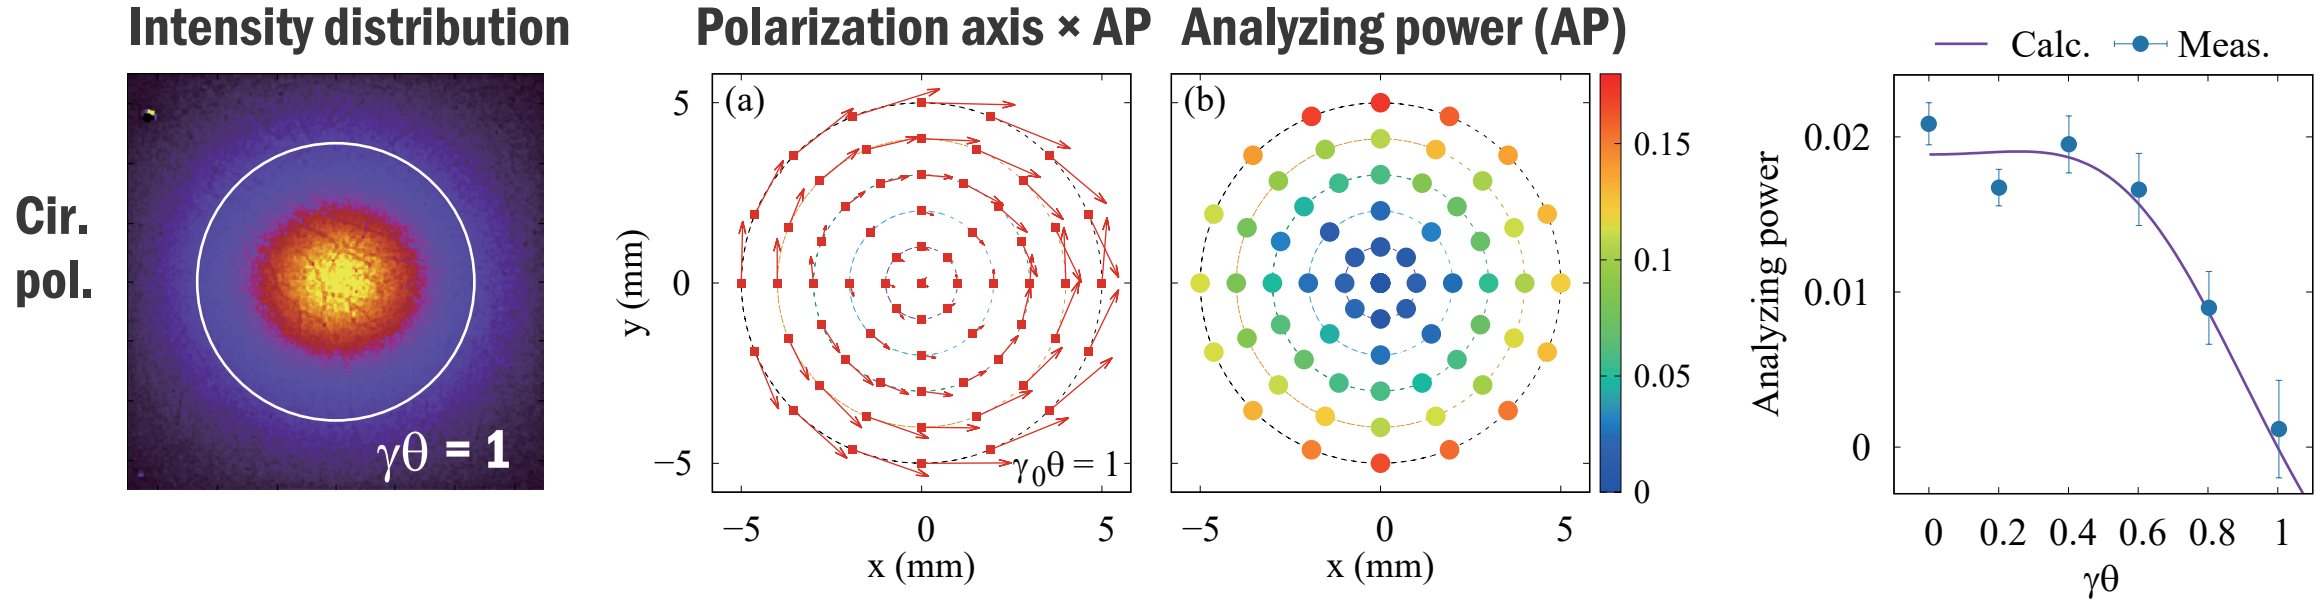 Intensity distribution
Polarization axis × AP
Analyzing power (AP)
Calc.
Meas.
Cir.
pol.
γθ = 1
(a)
5
0
−5
y (mm)
γ₀θ = 1
−5
0
5
x (mm)
(b)
−5
0
5
x (mm)
0.15
0.1
0.05
0
Analyzing power
0.02
0.01
0
0
0.2
0.4
0.6
0.8
1
γθ